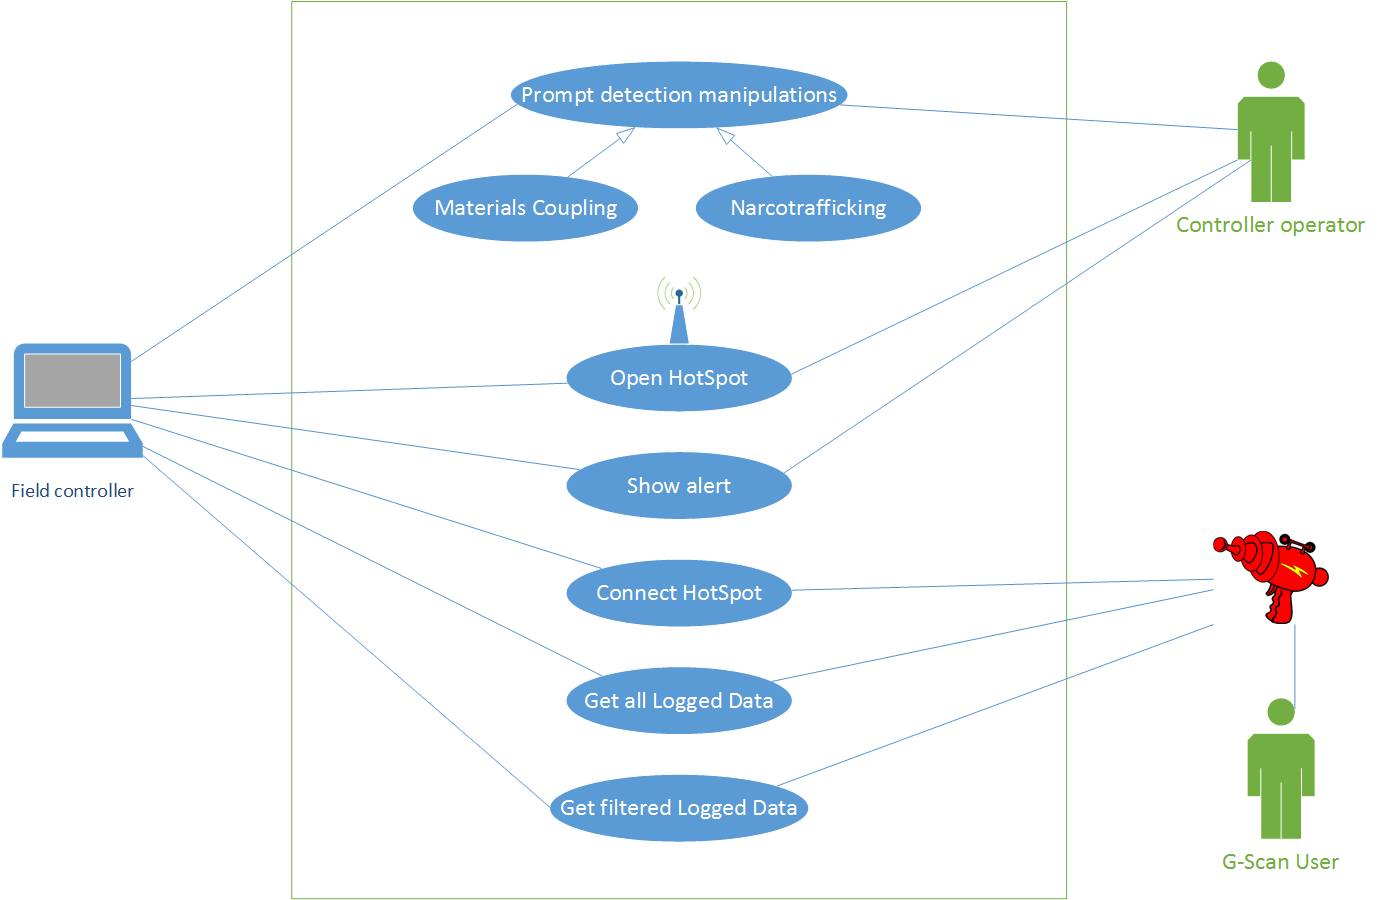 Prompt detection manipulations
Materials Coupling
Narcotrafficking
Controller operator
Open HotSpot
Field controller
Show alert
Connect HotSpot
Get all Logged Data
Get filtered Logged Data
G-Scan User